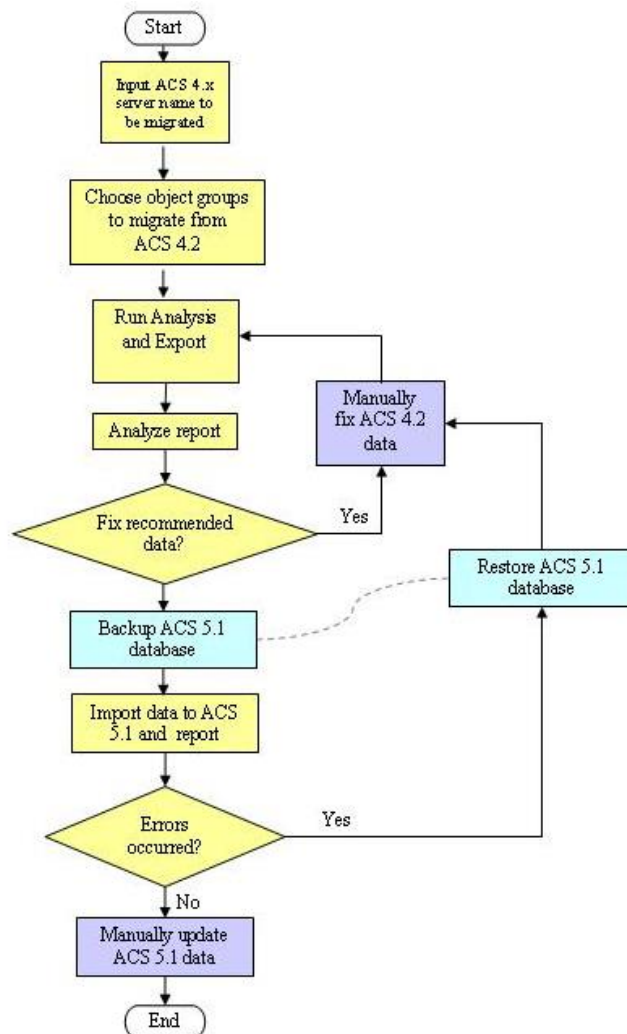 Start
Input ACS 4.x
server name to
be migrated
Choose object groups
to migrate from
ACS 4.2
Run Analysis
and Export
Manually
fix ACS 4.2
data
Analyze report
Fix recommended
data?
Yes
Restore ACS 5.1
database
Backup ACS 5.1
database
Import data to ACS
5.1 and report
Errors
occurred?
Yes
No
Manually update
ACS 5.1 data
End